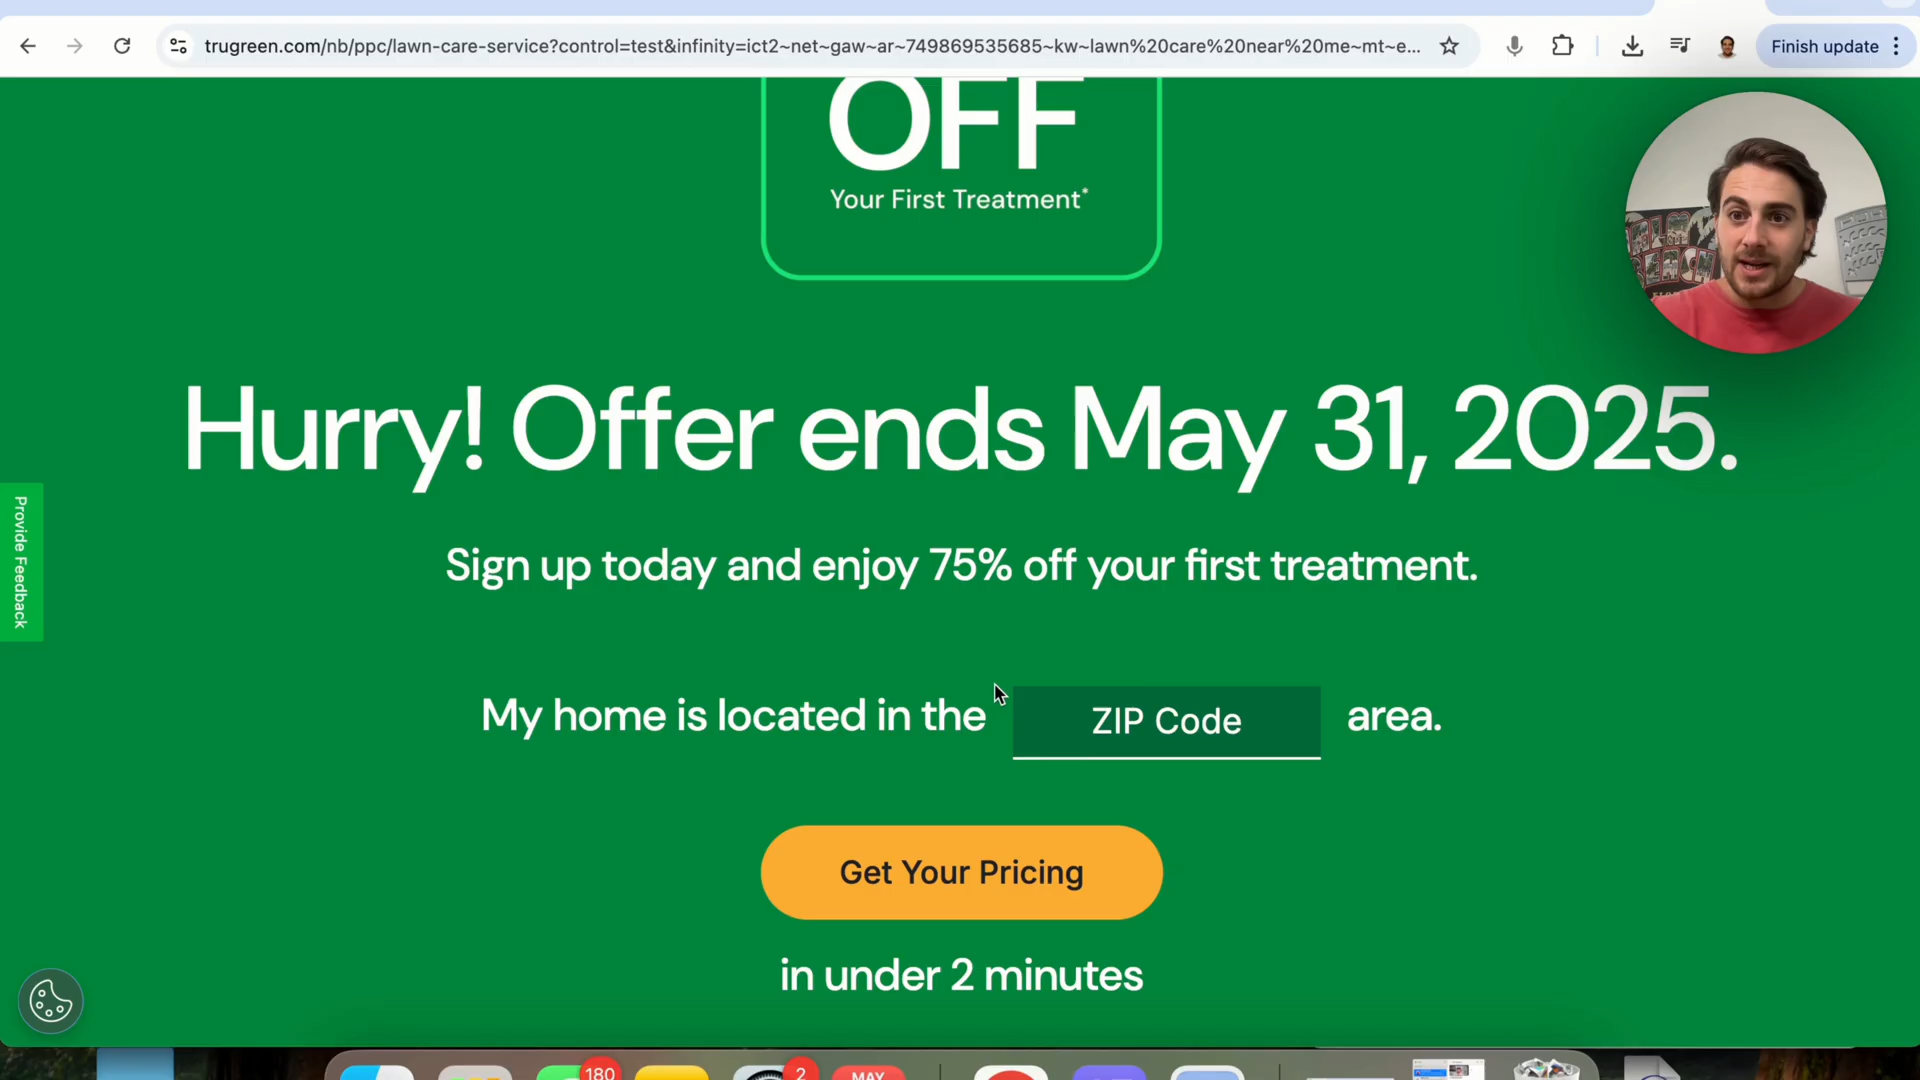 trugreen.com/nb/ppc/lawn-care-service?control=test&infinity=ict2~net~gaw~ar~749869535685~kw~lawn%20care%20near%20me~mt~e...
Finish update
OFF
Your First Treatment*
Hurry! Offer ends May 31, 2025.
Sign up today and enjoy 75% off your first treatment.
Provide Feedback
My home is located in the ZIP Code area.
Get Your Pricing
in under 2 minutes
180
2
MAY